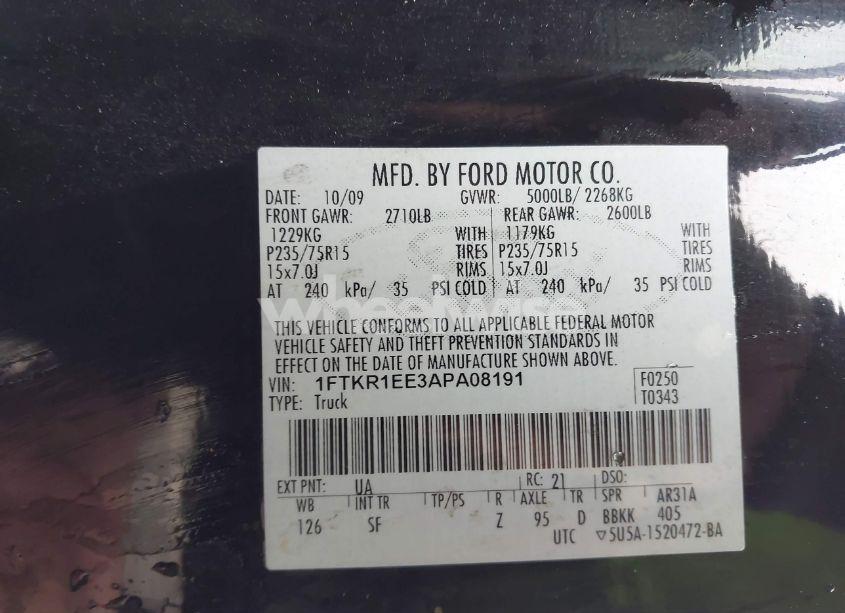 MFD. BY FORD MOTOR CO.
DATE: 10/09 GVWR: 5000LB/ 2268KG
FRONT GAWR: 2710LB REAR GAWR: 2600LB
1229KG WITH 1179KG WITH
P235/75R15 TIRES P235/75R15 TIRES
15x7.0J RIMS 15x7.0J RIMS
AT 240 kPa/ 35 PSI COLD AT 240 kPa/ 35 PSI COLD
THIS VEHICLE CONFORMS TO ALL APPLICABLE FEDERAL MOTOR
VEHICLE SAFETY AND THEFT PREVENTION STANDARDS IN
EFFECT ON THE DATE OF MANUFACTURE SHOWN ABOVE.
VIN: 1FTKR1EE3APA08191 F0250
TYPE: Truck T0343
EXT PNT: UA RC: 21 DSO:
WB INT TR TP/PS R AXLE TR SPR AR31A
126 SF Z 95 D BBKK 405
UTC ▽5U5A-1520472-BA